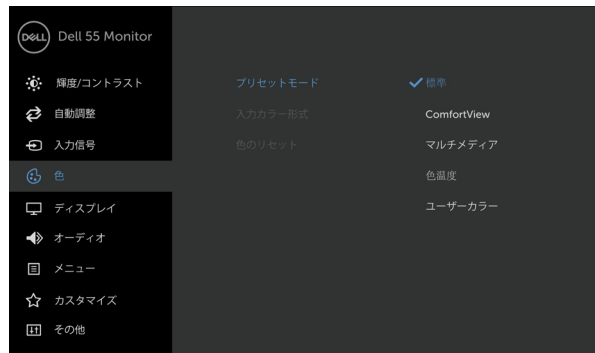 DELL Dell 55 Monitor
輝度/コントラスト
自動調整
入力信号
色
ディスプレイ
オーディオ
メニュー
カスタマイズ
その他
プリセットモード
入力カラー形式
色のリセット
標準
ComfortView
マルチメディア
色温度
ユーザーカラー